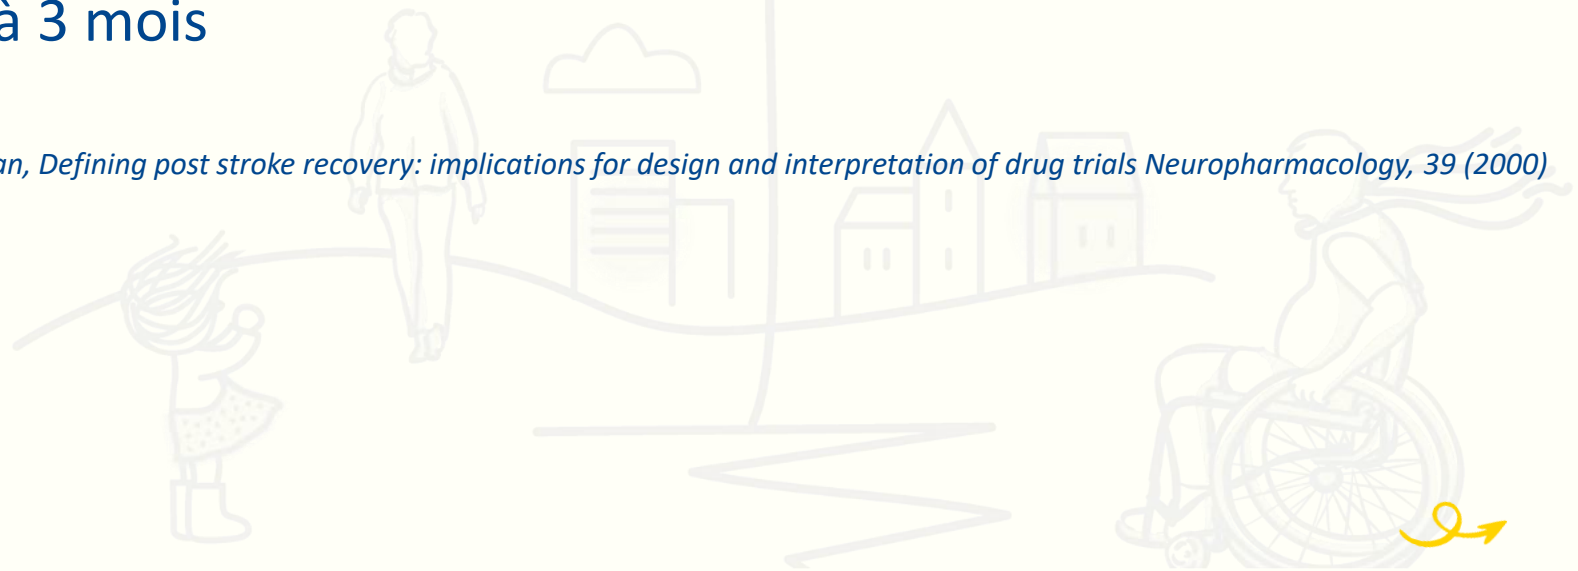 à 3 mois
an, Defining post stroke recovery: implications for design and interpretation of drug trials Neuropharmacology, 39 (2000)